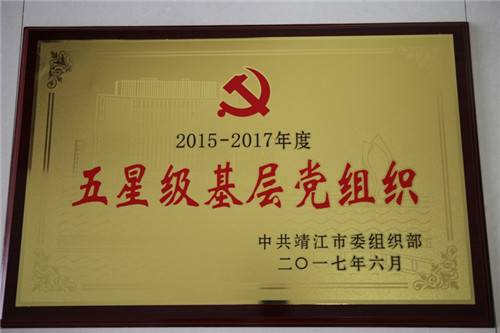 2015-2017年度
五星级基层党组织
中共靖江市委组织部
二〇一七年六月